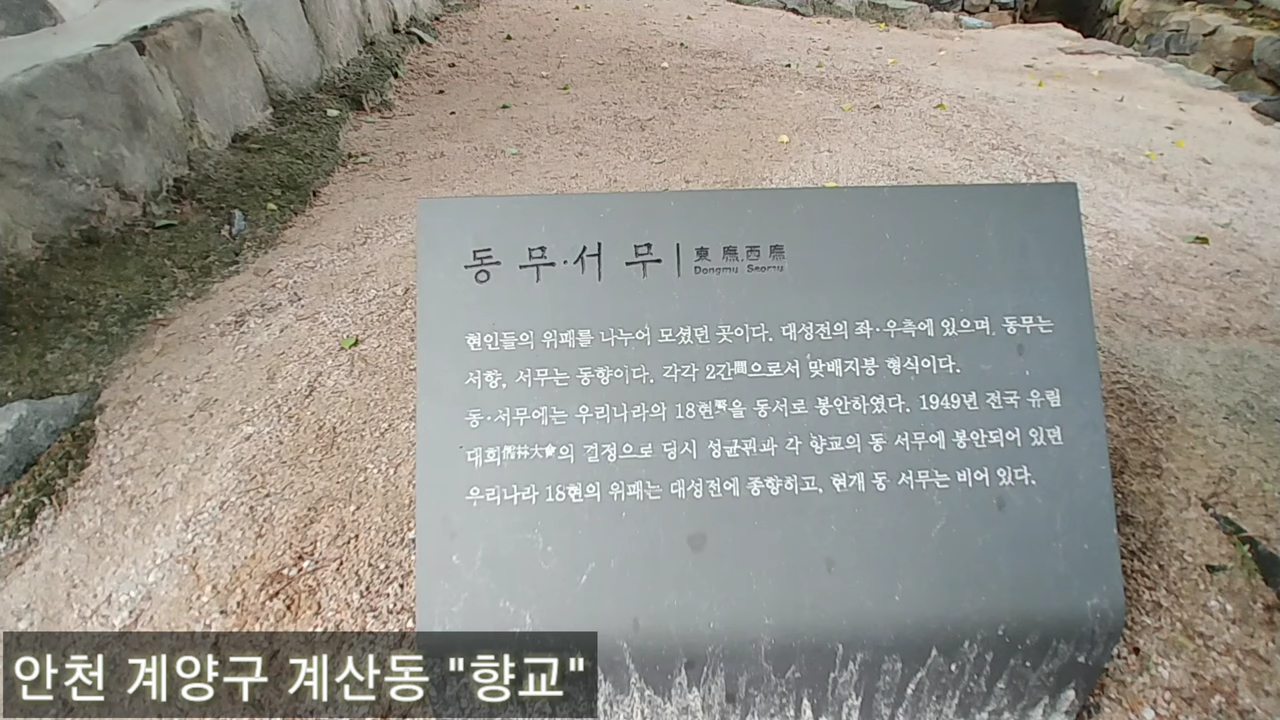 동무·서무 | 東廡,西廡
Dongmu Seomu
현인들의 위패를 나누어 모셨던 곳이다. 대성전의 좌·우측에 있으며, 동무는
서향, 서무는 동향이다. 각각 2간間으로서 맞배지붕 형식이다.
동·서무에는 우리나라의 18현賢을 동서로 봉안하였다. 1949년 전국 유림
대회儒林大會의 결정으로 당시 성균관과 각 향교의 동 서무에 봉안되어 있던
우리나라 18현의 위패는 대성전에 종향하고, 현재 동 서무는 비어 있다.
안천 계양구 계산동 "향교"